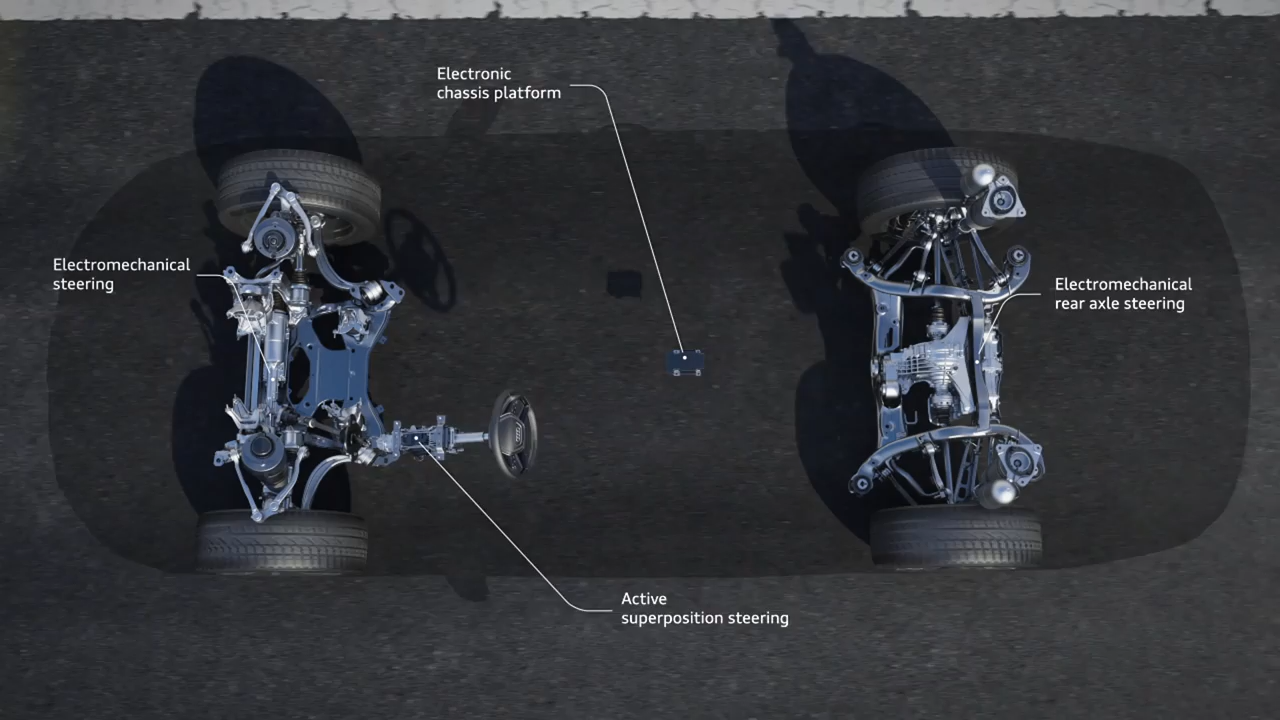 Electronic
chassis platform
Electromechanical
steering
Electromechanical
rear axle steering
Active
superposition steering